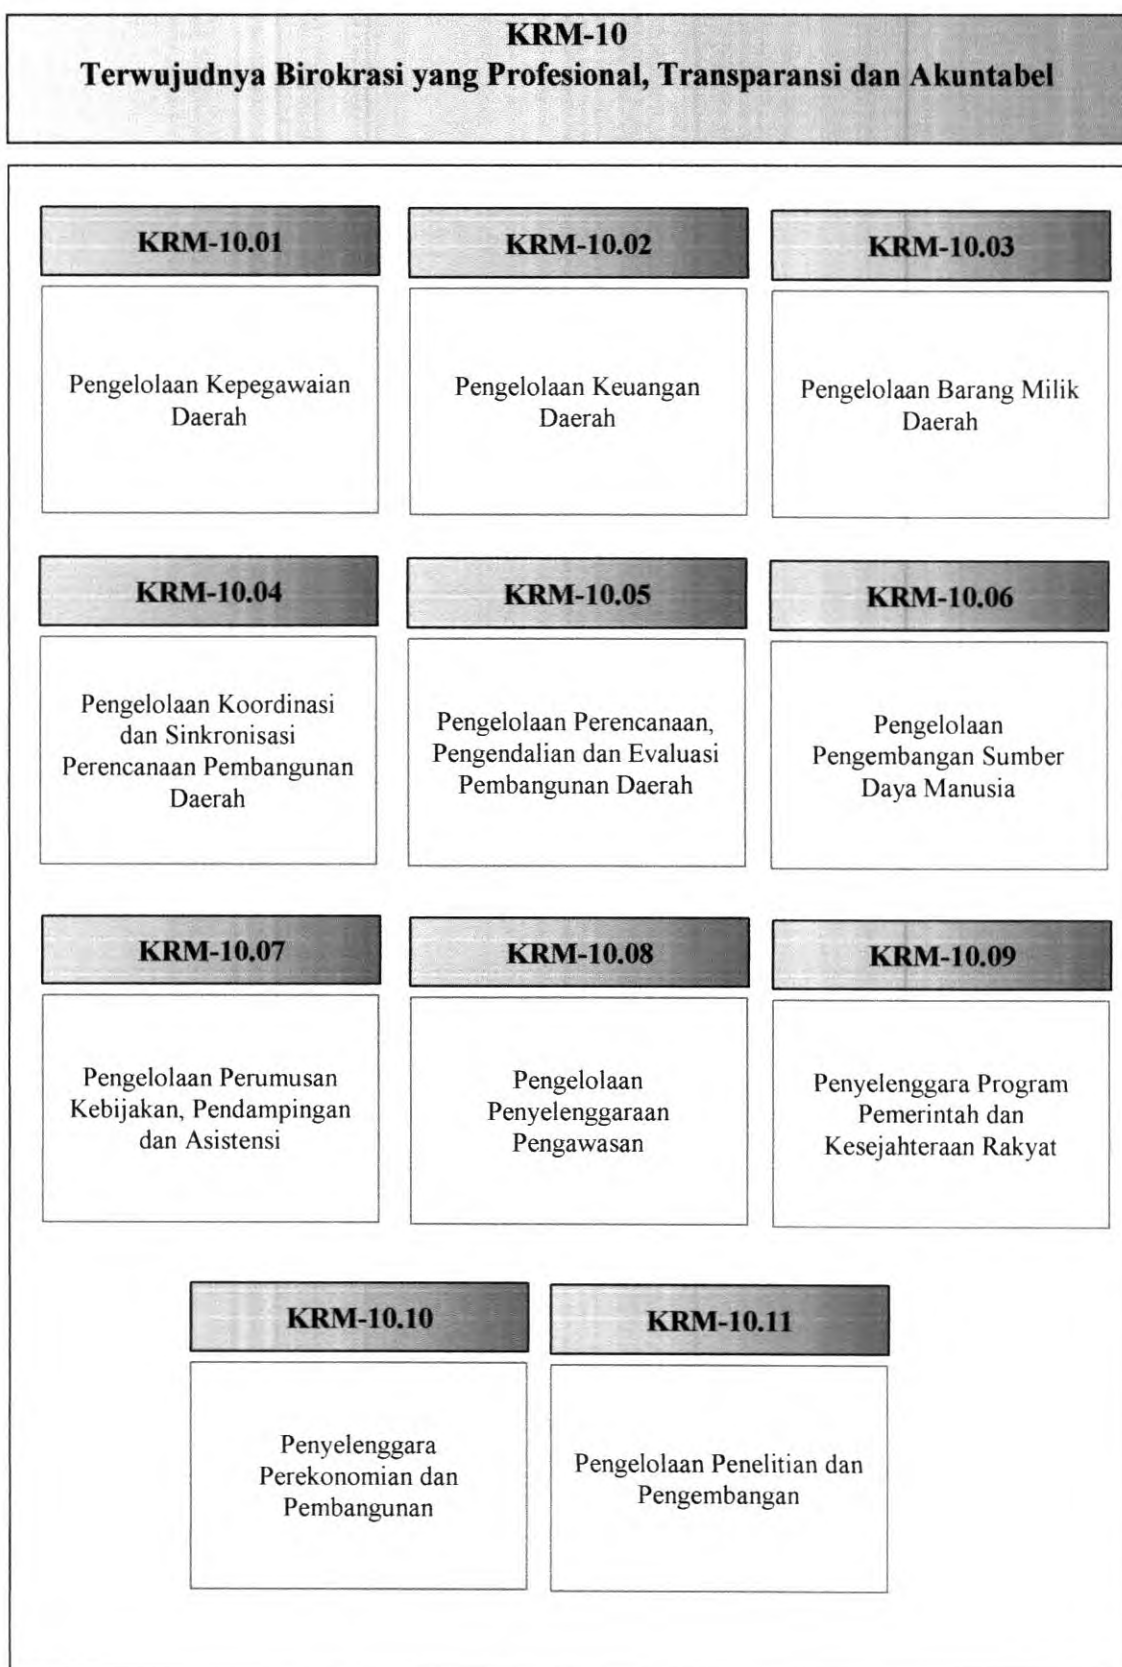 KRM-10
Terwujudnya Birokrasi yang Profesional, Transparansi dan Akuntabel
KRM-10.01
Pengelolaan Kepegawaian
Daerah
KRM-10.02
Pengelolaan Keuangan
Daerah
KRM-10.03
Pengelolaan Barang Milik
Daerah
KRM-10.04
Pengelolaan Koordinasi
dan Sinkronisasi
Perencanaan Pembangunan
Daerah
KRM-10.05
Pengelolaan Perencanaan,
Pengendalian dan Evaluasi
Pembangunan Daerah
KRM-10.06
Pengelolaan
Pengembangan Sumber
Daya Manusia
KRM-10.07
Pengelolaan Perumusan
Kebijakan, Pendampingan
dan Asistensi
KRM-10.08
Pengelolaan
Penyelenggaraan
Pengawasan
KRM-10.09
Penyelenggara Program
Pemerintah dan
Kesejahteraan Rakyat
KRM-10.10
Penyelenggara
Perekonomian dan
Pembangunan
KRM-10.11
Pengelolaan Penelitian dan
Pengembangan